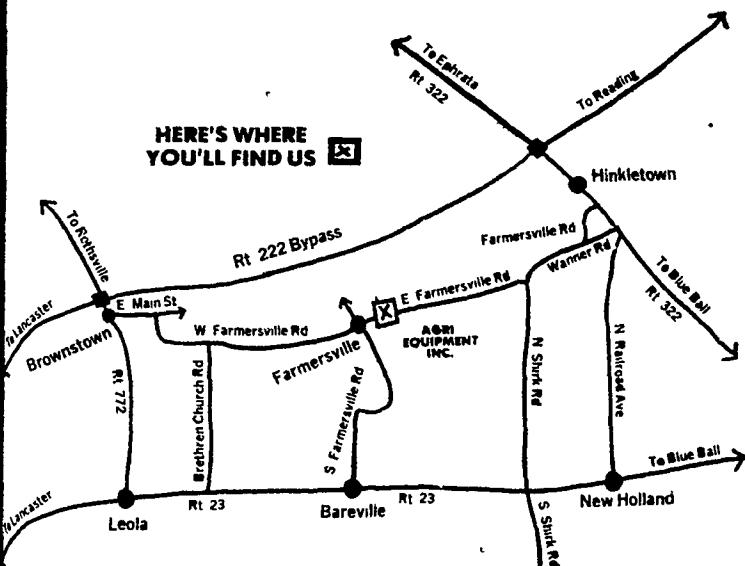 To Ephrata
Rt 322
To Reading
HERE'S WHERE
YOU'LL FIND US
Hinkletown
To Rothsville
Rt 222 Bypass
Farmersville Rd
Warner Rd
To Blue Ball
Rt 322
E Main St
E Farmersville Rd
To Lancaster
W Farmersville Rd
AGRI
EQUIPMENT
INC.
Brownstown
Farmersville
Rt 772
Brethren Church Rd
S Farmersville Rd
N Shirk Rd
N Railroad Ave
To Blue Ball
To Lancaster
Rt 23
Rt 23
New Holland
Leola
Bareville
S Shirk Rd